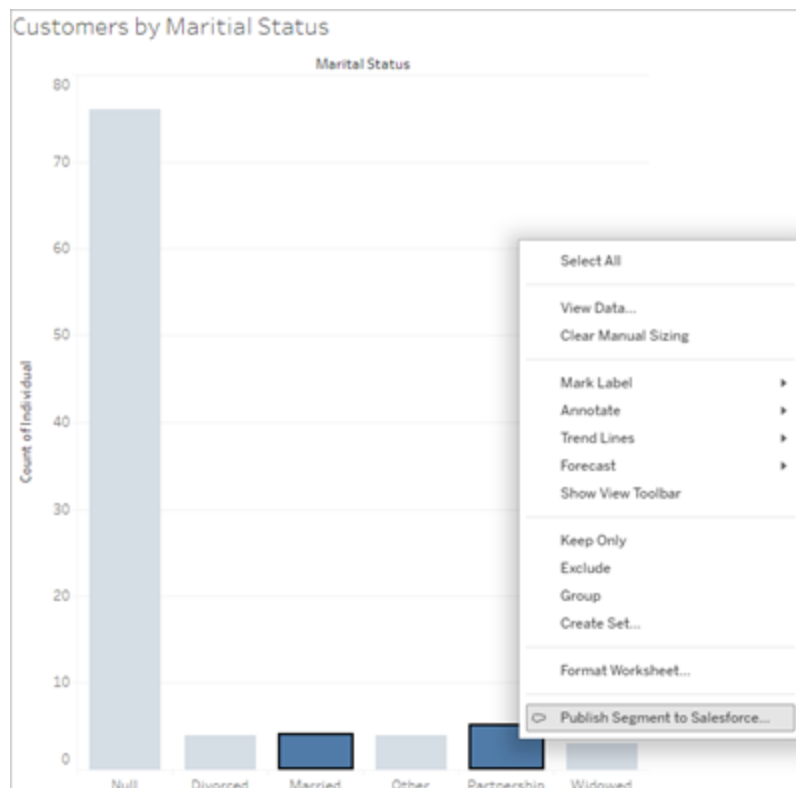 Customers by Maritial Status
Marital Status
80
70
60
50
40
30
20
10
0
Count of Individual
Null Divorced Married Other Partnership Widowed
Select All
View Data...
Clear Manual Sizing
Mark Label
Annotate
Trend Lines
Forecast
Show View Toolbar
Keep Only
Exclude
Group
Create Set...
Format Worksheet...
Publish Segment to Salesforce...